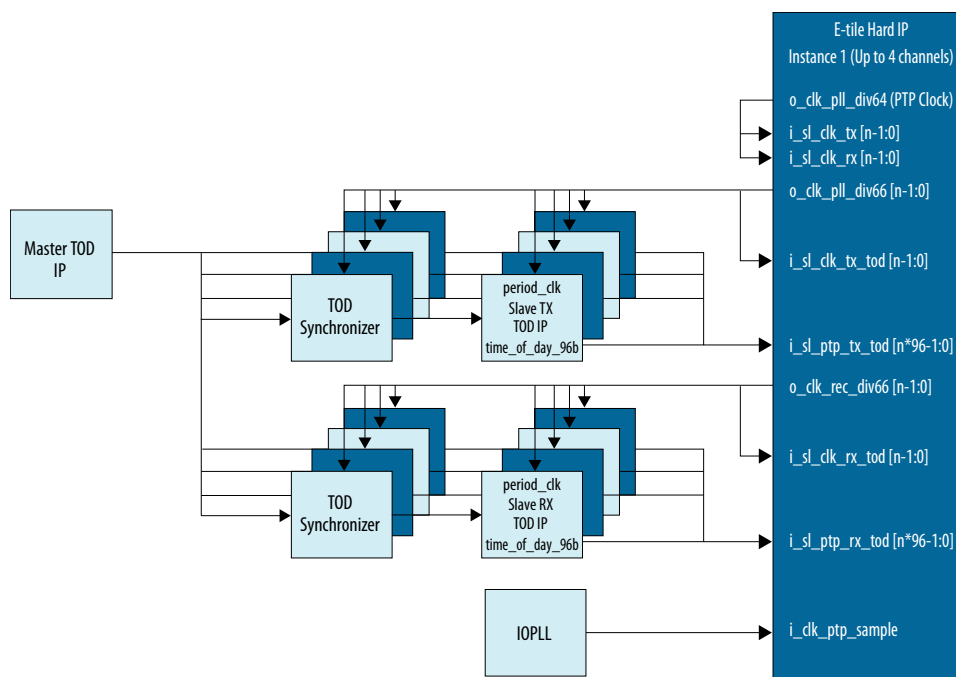 E-tile Hard IP
Instance 1 (Up to 4 channels)
o_clk_pll_div64 (PTP Clock)
i_sl_clk_tx [n-1:0]
i_sl_clk_rx [n-1:0]
o_clk_pll_div66 [n-1:0]
Master TOD
IP
i_sl_clk_tx_tod [n-1:0]
TOD
Synchronizer
period_clk
Slave TX
TOD IP
time_of_day_96b
i_sl_ptp_tx_tod [n*96-1:0]
o_clk_rec_div66 [n-1:0]
i_sl_clk_rx_tod [n-1:0]
TOD
Synchronizer
period_clk
Slave RX
TOD IP
time_of_day_96b
i_sl_ptp_rx_tod [n*96-1:0]
IOPLL
i_clk_ptp_sample